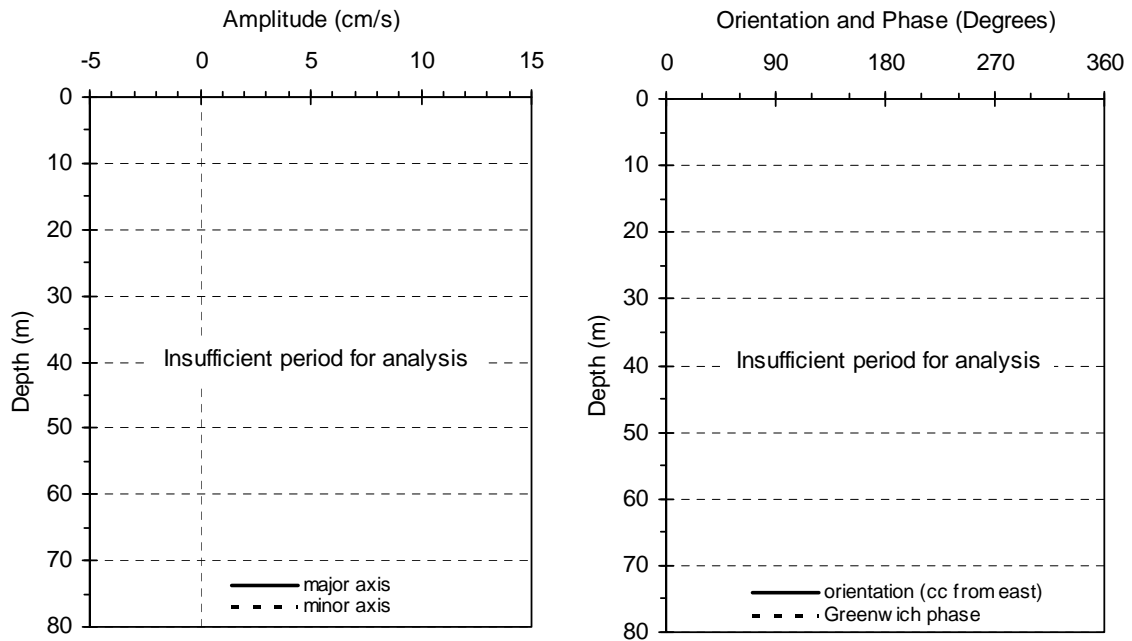 Amplitude (cm/s)
-5 0 5 10 15
0
10
20
30
40
50
60
70
80
Depth (m)
Insufficient period for analysis
major axis
minor axis
Orientation and Phase (Degrees)
0 90 180 270 360
0
10
20
30
40
50
60
70
80
Depth (m)
Insufficient period for analysis
orientation (cc from east)
Greenwich phase